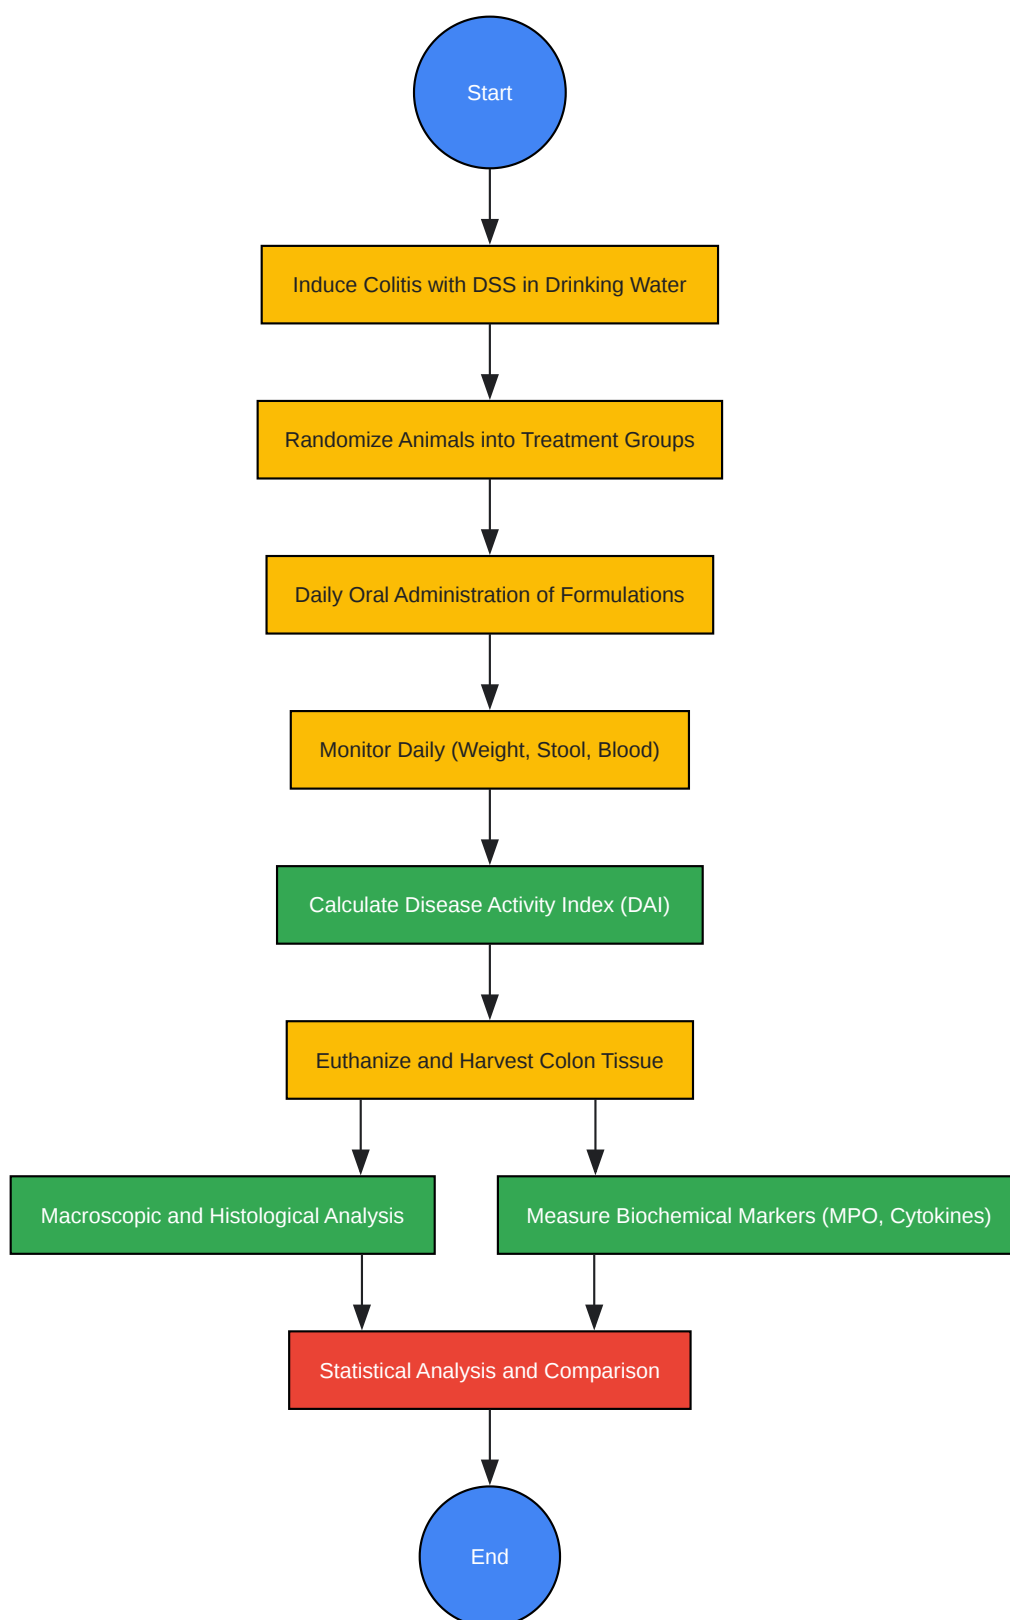 Start
Induce Colitis with DSS in Drinking Water
Randomize Animals into Treatment Groups
Daily Oral Administration of Formulations
Monitor Daily (Weight, Stool, Blood)
Calculate Disease Activity Index (DAI)
Euthanize and Harvest Colon Tissue
Macroscopic and Histological Analysis
Measure Biochemical Markers (MPO, Cytokines)
Statistical Analysis and Comparison
End